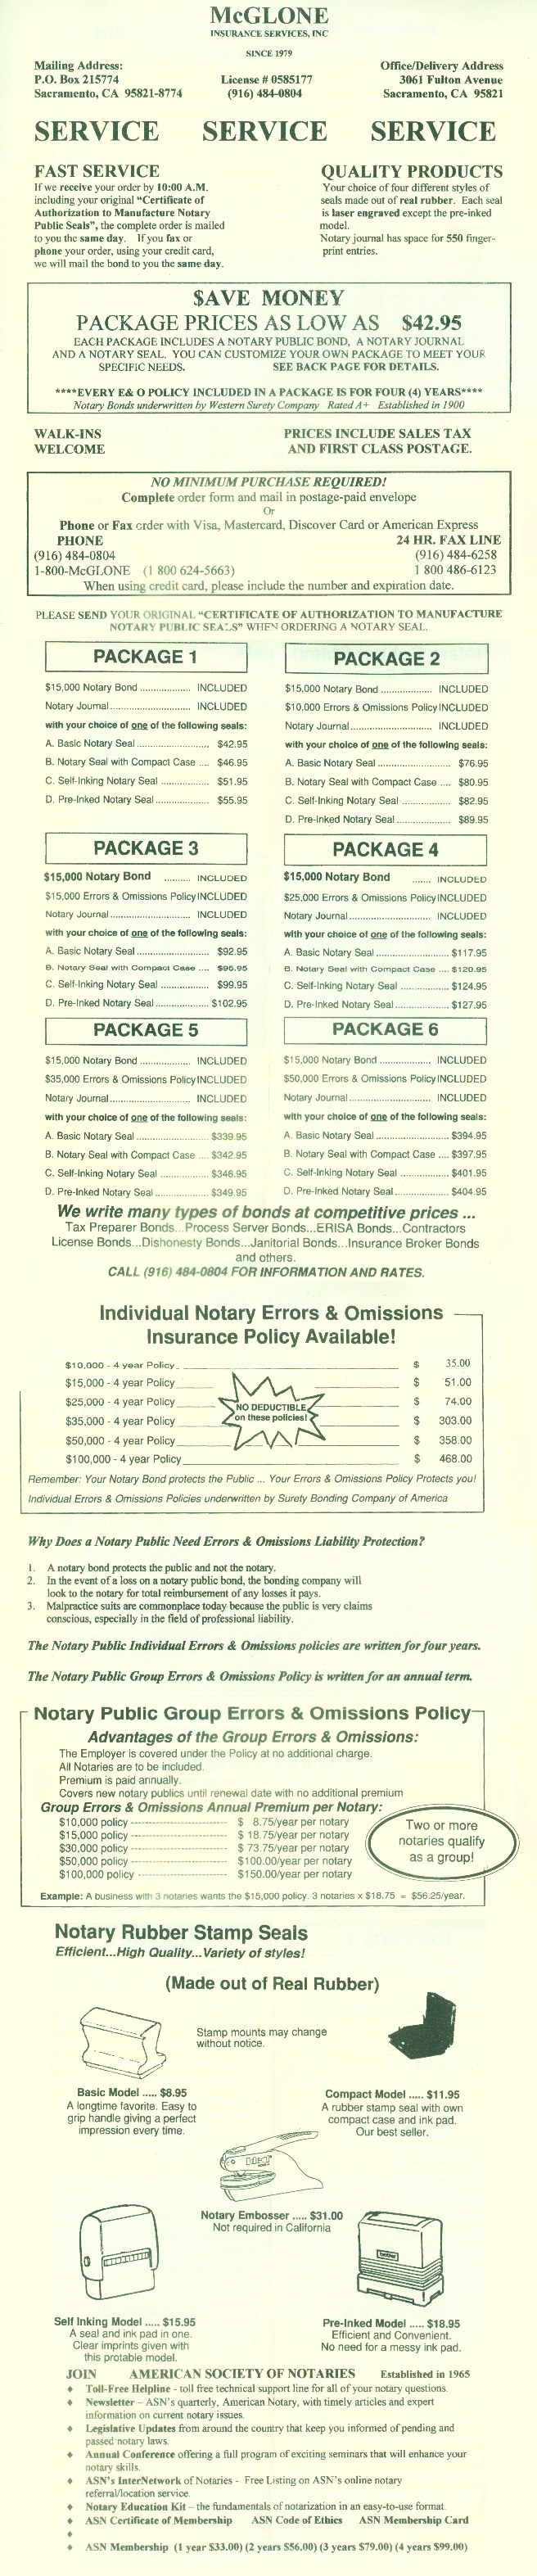 McGLONE
INSURANCE SERVICES, INC
SINCE 1979
Mailing Address:
P.O. Box 215774
Sacramento, CA 95821-8774
License # 0585177
(916) 484-0804
Office/Delivery Address
3061 Fulton Avenue
Sacramento, CA 95821
SERVICE SERVICE SERVICE
FAST SERVICE
If we receive your order by 10:00 A.M.
including your original “Certificate of
Authorization to Manufacture Notary
Public Seals”, the complete order is mailed
to you the same day. If you fax or
phone your order, using your credit card,
we will mail the bond to you the same day.
QUALITY PRODUCTS
Your choice of four different styles of
seals made out of real rubber. Each seal
is laser engraved except the pre-inked
model.
Notary journal has space for 550 finger-
print entries.
$AVE MONEY
PACKAGE PRICES AS LOW AS $42.95
EACH PACKAGE INCLUDES A NOTARY PUBLIC BOND, A NOTARY JOURNAL
AND A NOTARY SEAL. YOU CAN CUSTOMIZE YOUR OWN PACKAGE TO MEET YOUR
SPECIFIC NEEDS. SEE BACK PAGE FOR DETAILS.
****EVERY E& O POLICY INCLUDED IN A PACKAGE IS FOR FOUR (4) YEARS****
Notary Bonds underwritten by Western Surety Company Rated A+ Established in 1900
WALK-INS
WELCOME
PRICES INCLUDE SALES TAX
AND FIRST CLASS POSTAGE.
NO MINIMUM PURCHASE REQUIRED!
Complete order form and mail in postage-paid envelope
Or
Phone or Fax order with Visa, Mastercard, Discover Card or American Express
PHONE
(916) 484-0804
1-800-McGLONE (1 800 624-5663)
24 HR. FAX LINE
(916) 484-6258
1 800 486-6123
When using credit card, please include the number and expiration date.
PLEASE SEND YOUR ORIGINAL “CERTIFICATE OF AUTHORIZATION TO MANUFACTURE
NOTARY PUBLIC SEALS” WHEN ORDERING A NOTARY SEAL.
PACKAGE 1
$15,000 Notary Bond ................... INCLUDED
Notary Journal .............................. INCLUDED
with your choice of one of the following seals:
A. Basic Notary Seal ........................... $42.95
B. Notary Seal with Compact Case .... $46.95
C. Self-Inking Notary Seal ................... $51.95
D. Pre-Inked Notary Seal .................... $55.95
PACKAGE 2
$15,000 Notary Bond ................... INCLUDED
$10,000 Errors & Omissions Policy INCLUDED
Notary Journal .............................. INCLUDED
with your choice of one of the following seals:
A. Basic Notary Seal ........................... $76.95
B. Notary Seal with Compact Case .... $80.95
C. Self-Inking Notary Seal ................... $82.95
D. Pre-Inked Notary Seal .................... $89.95
PACKAGE 3
$15,000 Notary Bond ......... INCLUDED
$15,000 Errors & Omissions Policy INCLUDED
Notary Journal .............................. INCLUDED
with your choice of one of the following seals:
A. Basic Notary Seal ........................... $92.95
B. Notary Seal with Compact Case .... $95.95
C. Self-Inking Notary Seal ................... $99.95
D. Pre-Inked Notary Seal .................... $102.95
PACKAGE 4
$15,000 Notary Bond ....... INCLUDED
$25,000 Errors & Omissions Policy INCLUDED
Notary Journal .............................. INCLUDED
with your choice of one of the following seals:
A. Basic Notary Seal ........................... $117.95
B. Notary Seal with Compact Case .... $120.95
C. Self-Inking Notary Seal ................... $124.95
D. Pre-Inked Notary Seal .................... $127.95
PACKAGE 5
$15,000 Notary Bond ................... INCLUDED
$35,000 Errors & Omissions Policy INCLUDED
Notary Journal .............................. INCLUDED
with your choice of one of the following seals:
A. Basic Notary Seal ........................... $339.95
B. Notary Seal with Compact Case .... $342.95
C. Self-Inking Notary Seal ................... $346.95
D. Pre-Inked Notary Seal .................... $349.95
PACKAGE 6
$15,000 Notary Bond ................... INCLUDED
$50,000 Errors & Omissions Policy INCLUDED
Notary Journal .............................. INCLUDED
with your choice of one of the following seals:
A. Basic Notary Seal ........................... $394.95
B. Notary Seal with Compact Case .... $397.95
C. Self-Inking Notary Seal ................... $401.95
D. Pre-Inked Notary Seal .................... $404.95
We write many types of bonds at competitive prices ...
Tax Preparer Bonds...Process Server Bonds...ERISA Bonds...Contractors
License Bonds...Dishonesty Bonds...Janitorial Bonds...Insurance Broker Bonds
and others.
CALL (916) 484-0804 FOR INFORMATION AND RATES.
Individual Notary Errors & Omissions
Insurance Policy Available!
$10,000 - 4 year Policy $ 35.00
$15,000 - 4 year Policy $ 51.00
$25,000 - 4 year Policy $ 74.00
$35,000 - 4 year Policy $ 303.00
$50,000 - 4 year Policy $ 358.00
$100,000 - 4 year Policy $ 468.00
NO DEDUCTIBLE
on these policies!
Remember: Your Notary Bond protects the Public ... Your Errors & Omissions Policy Protects you!
Individual Errors & Omissions Policies underwritten by Surety Bonding Company of America
Why Does a Notary Public Need Errors & Omissions Liability Protection?
1. A notary bond protects the public and not the notary.
2. In the event of a loss on a notary public bond, the bonding company will
look to the notary for total reimbursement of any losses it pays.
3. Malpractice suits are commonplace today because the public is very claims
conscious, especially in the field of professional liability.
The Notary Public Individual Errors & Omissions policies are written for four years.
The Notary Public Group Errors & Omissions Policy is written for an annual term.
Notary Public Group Errors & Omissions Policy
Advantages of the Group Errors & Omissions:
The Employer is covered under the Policy at no additional charge.
All Notaries are to be included.
Premium is paid annually.
Covers new notary publics until renewal date with no additional premium
Group Errors & Omissions Annual Premium per Notary:
$10,000 policy ------------------------- $ 8.75/year per notary
$15,000 policy ------------------------- $ 18.75/year per notary
$30,000 policy ------------------------- $ 73.75/year per notary
$50,000 policy ------------------------- $100.00/year per notary
$100,000 policy ----------------------- $150.00/year per notary
Two or more
notaries qualify
as a group!
Example: A business with 3 notaries wants the $15,000 policy. 3 notaries x $18.75 = $56.25/year.
Notary Rubber Stamp Seals
Efficient...High Quality...Variety of styles!
(Made out of Real Rubber)
Stamp mounts may change
without notice.
Basic Model ..... $8.95
A longtime favorite. Easy to
grip handle giving a perfect
impression every time.
Compact Model ..... $11.95
A rubber stamp seal with own
compact case and ink pad.
Our best seller.
Notary Embosser ..... $31.00
Not required in California
Self Inking Model ..... $15.95
A seal and ink pad in one.
Clear imprints given with
this protable model.
Pre-Inked Model ..... $18.95
Efficient and Convenient.
No need for a messy ink pad.
JOIN AMERICAN SOCIETY OF NOTARIES Established in 1965
♦ Toll-Free Helpline - toll free technical support line for all of your notary questions.
♦ Newsletter – ASN’s quarterly, American Notary, with timely articles and expert
information on current notary issues.
♦ Legislative Updates from around the country that keep you informed of pending and
passed notary laws.
♦ Annual Conference offering a full program of exciting seminars that will enhance your
notary skills.
♦ ASN’s InterNetwork of Notaries - Free Listing on ASN’s online notary
referral/location service.
♦ Notary Education Kit – the fundamentals of notarization in an easy-to-use format.
♦ ASN Certificate of Membership ASN Code of Ethics ASN Membership Card
♦
♦ ASN Membership (1 year $33.00) (2 years $56.00) (3 years $79.00) (4 years $99.00)